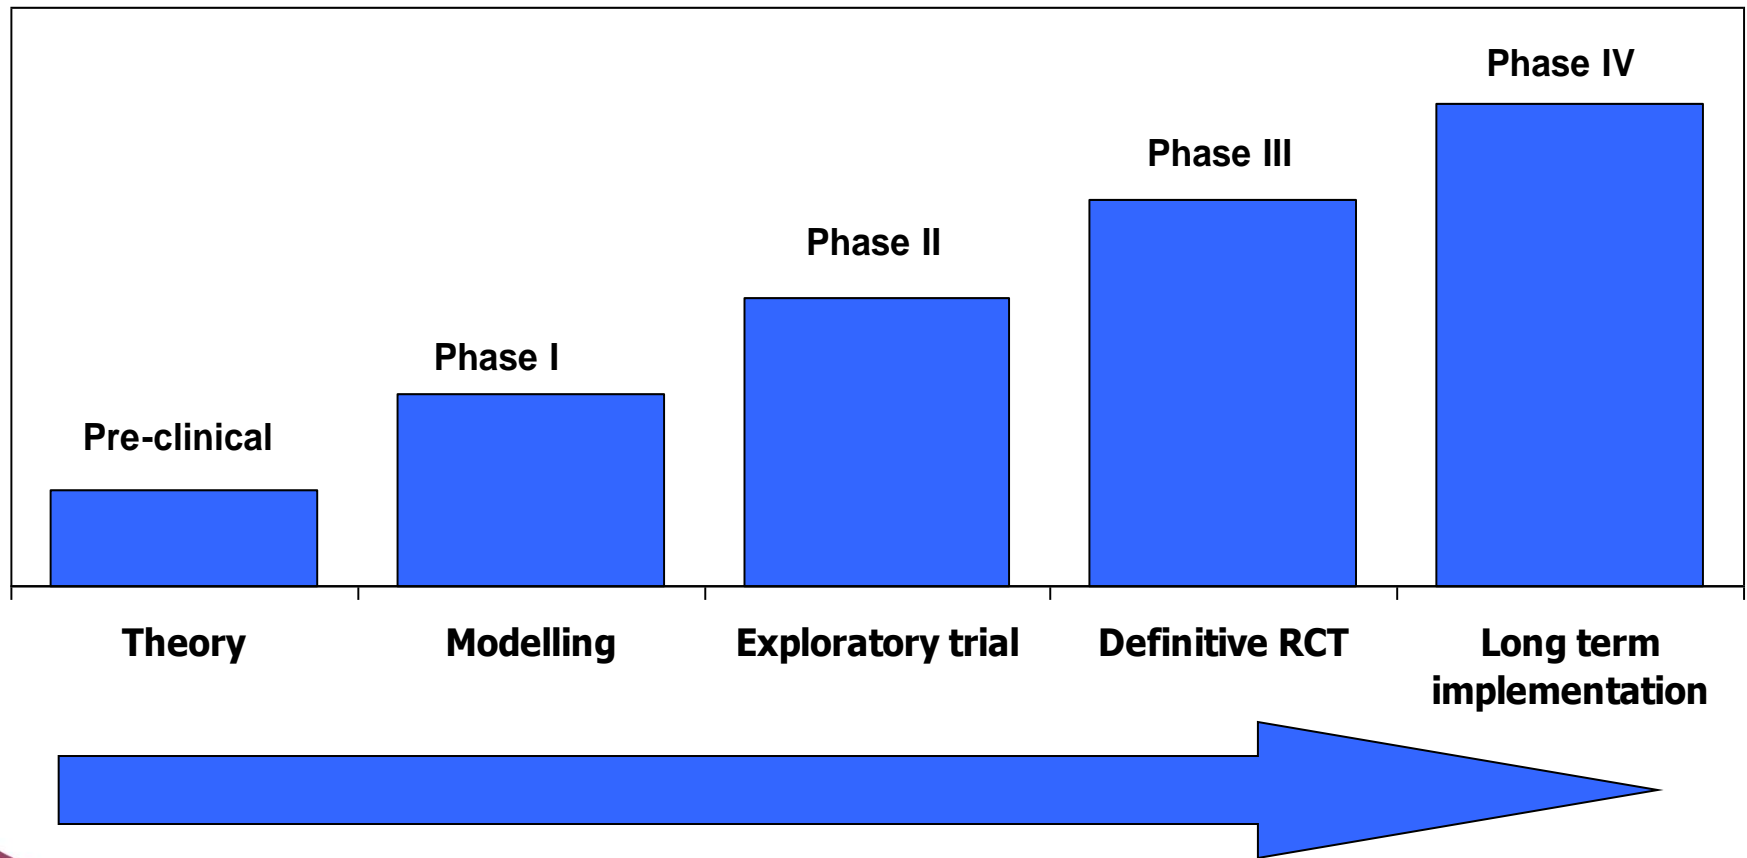 Phase IV
Phase III
Phase II
Phase I
Pre-clinical
Theory
Modelling
Exploratory trial
Definitive RCT
Long term
implementation